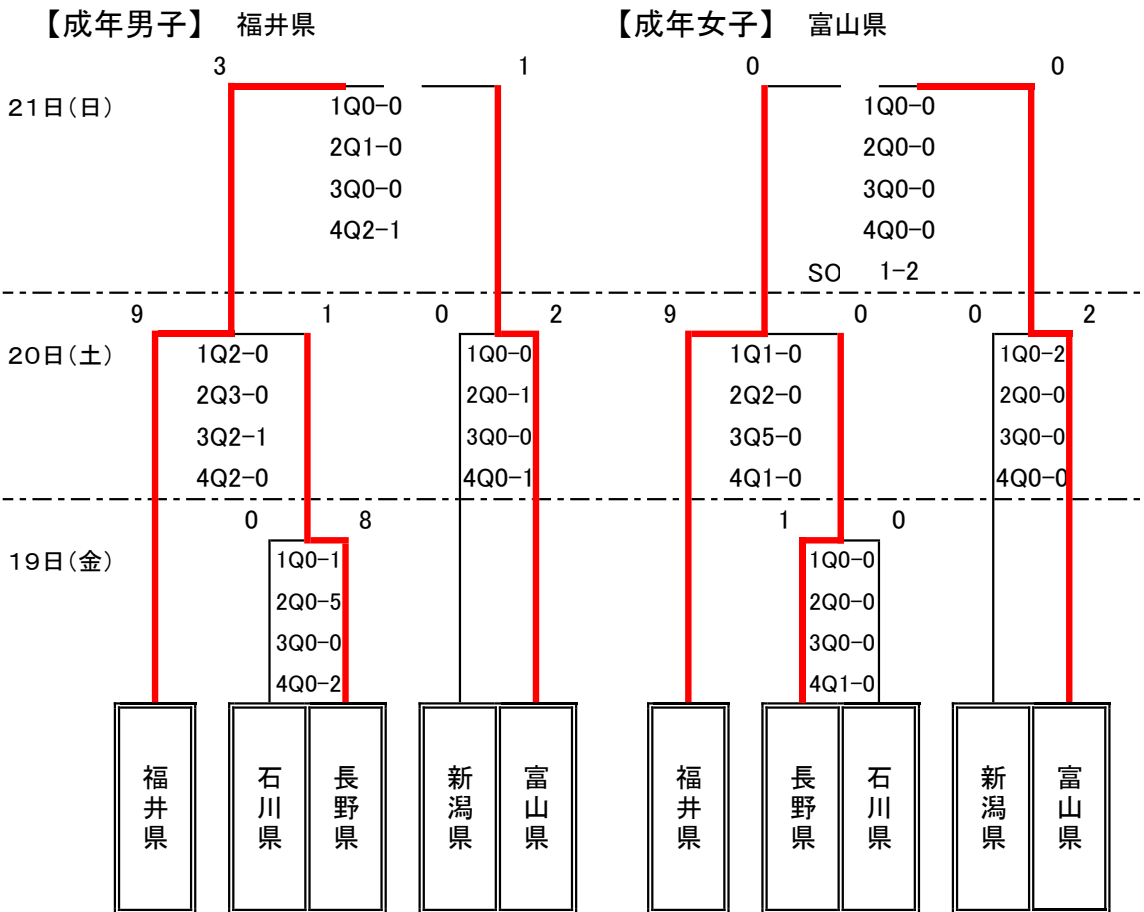 【成年男子】 福井県
3 1
21日(日)
1Q0-0
2Q1-0
3Q0-0
4Q2-1
9 1 0 2
20日(土)
1Q2-0 1Q0-0
2Q3-0 2Q0-1
3Q2-1 3Q0-0
4Q2-0 4Q0-1
0 8
19日(金)
1Q0-1
2Q0-5
3Q0-0
4Q0-2
福井県
石川県
長野県
新潟県
富山県
【成年女子】 富山県
0 0
1Q0-0
2Q0-0
3Q0-0
4Q0-0
SO 1-2
9 0 0 2
1Q1-0 1Q0-2
2Q2-0 2Q0-0
3Q5-0 3Q0-0
4Q1-0 4Q0-0
1 0
1Q0-0
2Q0-0
3Q0-0
4Q1-0
福井県
長野県
石川県
新潟県
富山県